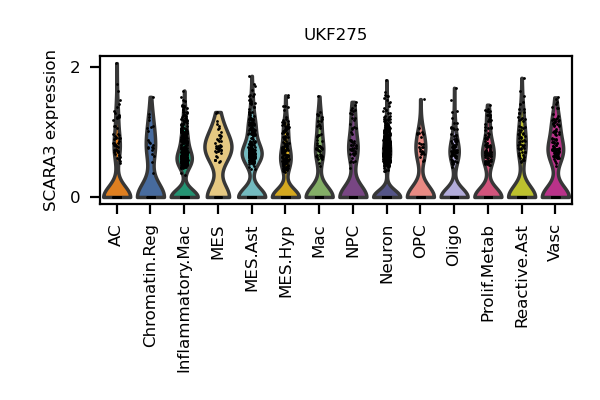 UKF275
SCARA3 expression
2
0
AC
Chromatin.Reg
Inflammatory.Mac
MES
MES.Ast
MES.Hyp
Mac
NPC
Neuron
OPC
Oligo
Prolif.Metab
Reactive.Ast
Vasc